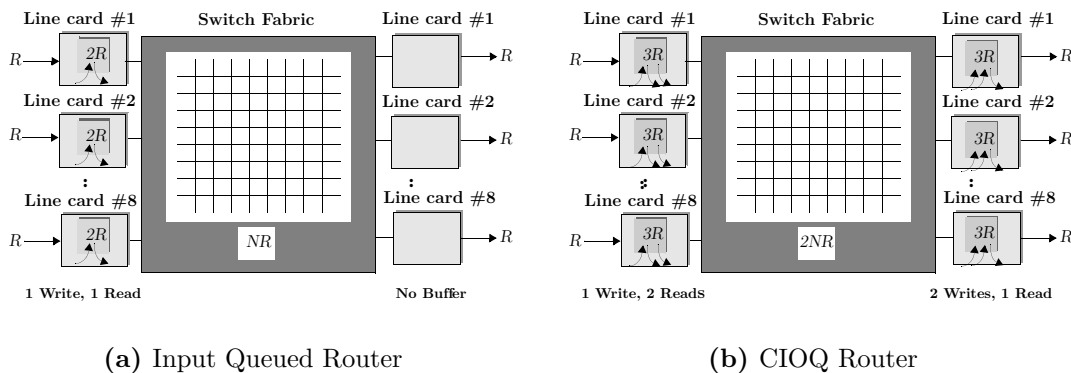 Line card #1
Switch Fabric
Line card #1
R
2R
R
Line card #2
Line card #2
R
2R
R
:
:
Line card #8
Line card #8
R
2R
NR
R
1 Write, 1 Read
No Buffer
(a) Input Queued Router
Line card #1
Switch Fabric
Line card #1
R
3R
3R
R
Line card #2
Line card #2
R
3R
3R
R
:
:
Line card #8
Line card #8
R
3R
2NR
3R
R
1 Write, 2 Reads
2 Writes, 1 Read
(b) CIOQ Router